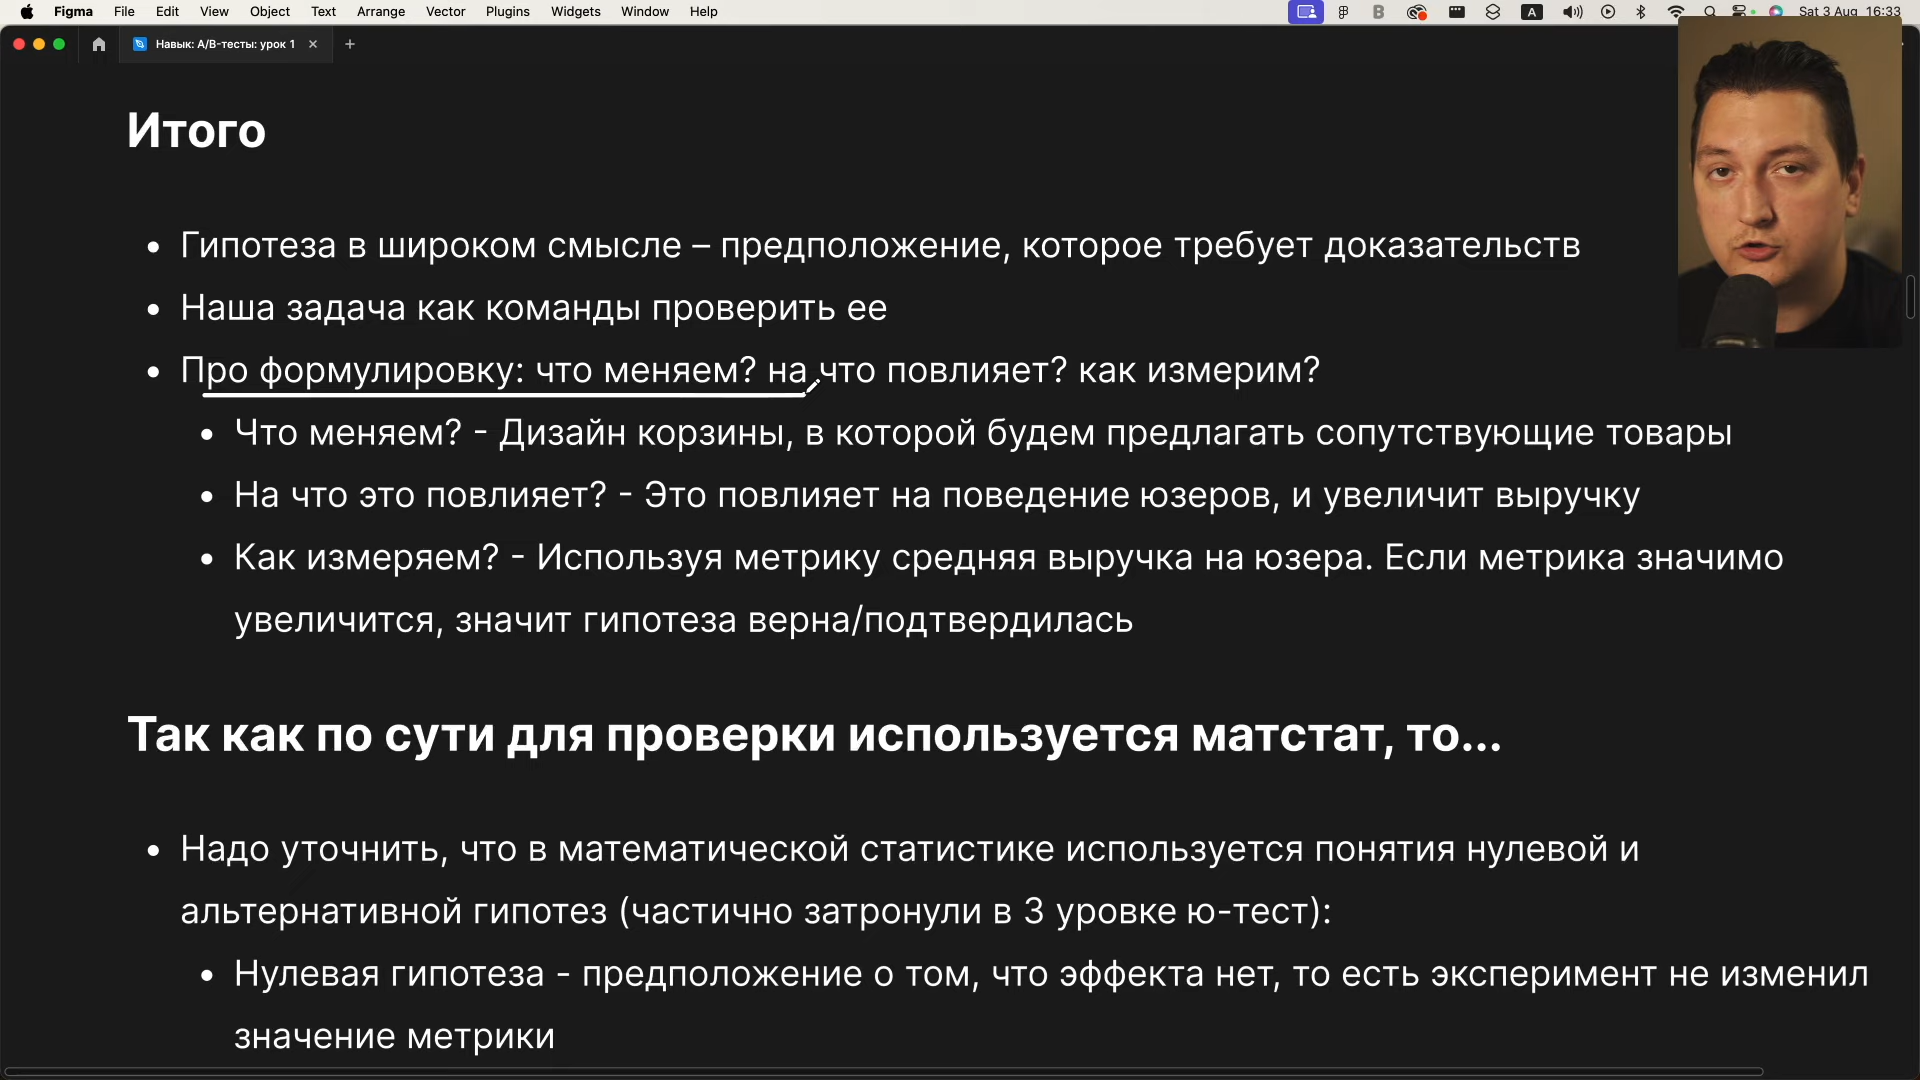 Figma File Edit View Object Text Arrange Vector Plugins Widgets Window Help A Sat 3 Aug 16:33
Навык: A/B-тесты: урок 1
Итого
Гипотеза в широком смысле – предположение, которое требует доказательств
Наша задача как команды проверить ее
Про формулировку: что меняем? на что повлияет? как измерим?
Что меняем? - Дизайн корзины, в которой будем предлагать сопутствующие товары
На что это повлияет? - Это повлияет на поведение юзеров, и увеличит выручку
Как измеряем? - Используя метрику средняя выручка на юзера. Если метрика значимо
увеличится, значит гипотеза верна/подтвердилась
Так как по сути для проверки используется матстат, то...
Надо уточнить, что в математической статистике используется понятия нулевой и
альтернативной гипотез (частично затронули в 3 уровке ю-тест):
Нулевая гипотеза - предположение о том, что эффекта нет, то есть эксперимент не изменил
значение метрики